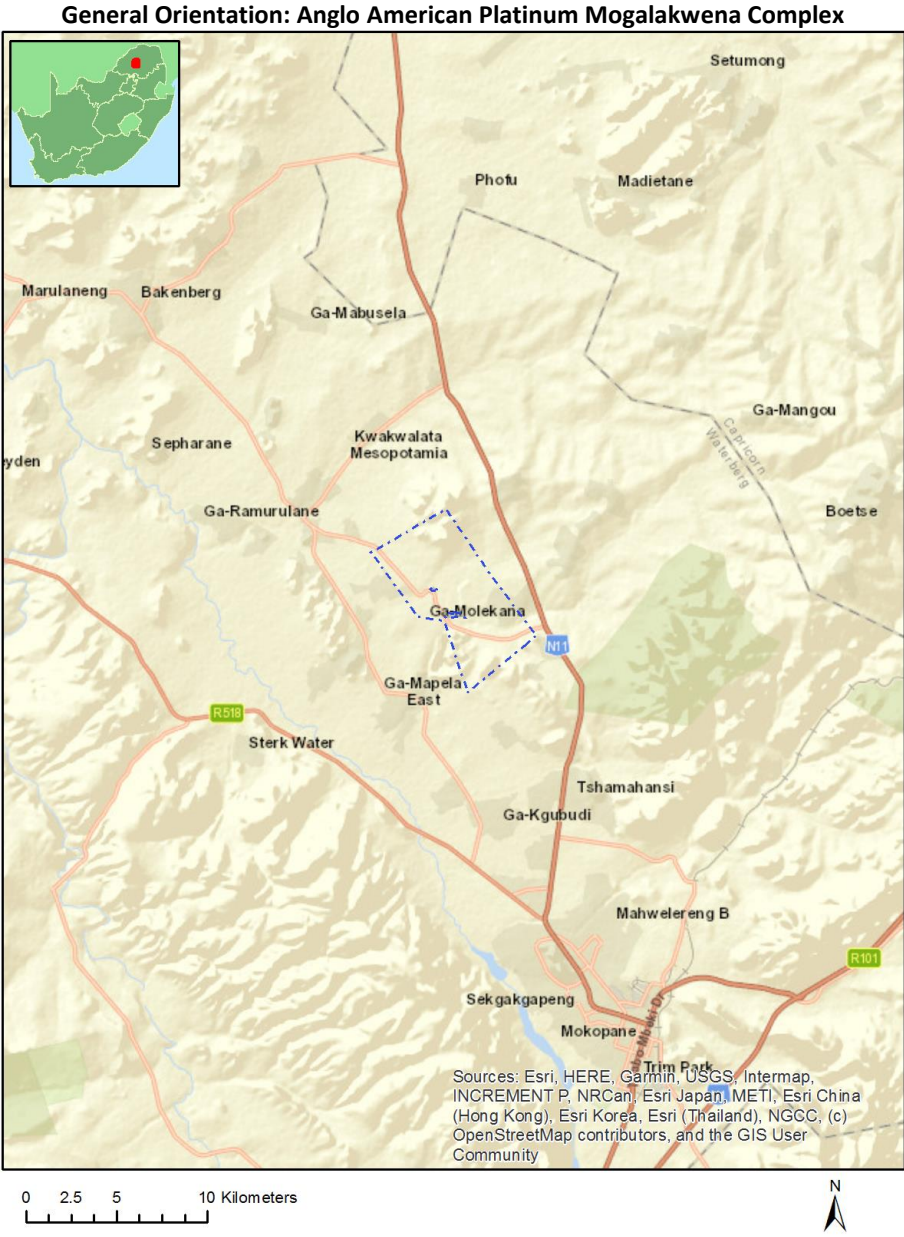 General Orientation: Anglo American Platinum Mogalakwena Complex
Setumong
Phofu
Madietane
Marulaneng
Bakenberg
Ga-Mabusela
Ga-Mangou
Capricorn
Waterberg
Sepharane
Kwakwalata
Mesopotamia
yden
Ga-Ramurulane
Boetse
Ga-Molekana
N11
Ga-Mapela
East
R518
Sterk Water
Tshamahansi
Ga-Kgubudi
Mahwelereng B
R101
Sekgakgapeng
Mokopane
Mbeki Dr
Trim Park
Sources: Esri, HERE, Garmin, USGS, Intermap,
INCREMENT P, NRCan, Esri Japan, METI, Esri China
(Hong Kong), Esri Korea, Esri (Thailand), NGCC, (c)
OpenStreetMap contributors, and the GIS User
Community
0 2.5 5 10 Kilometers
N